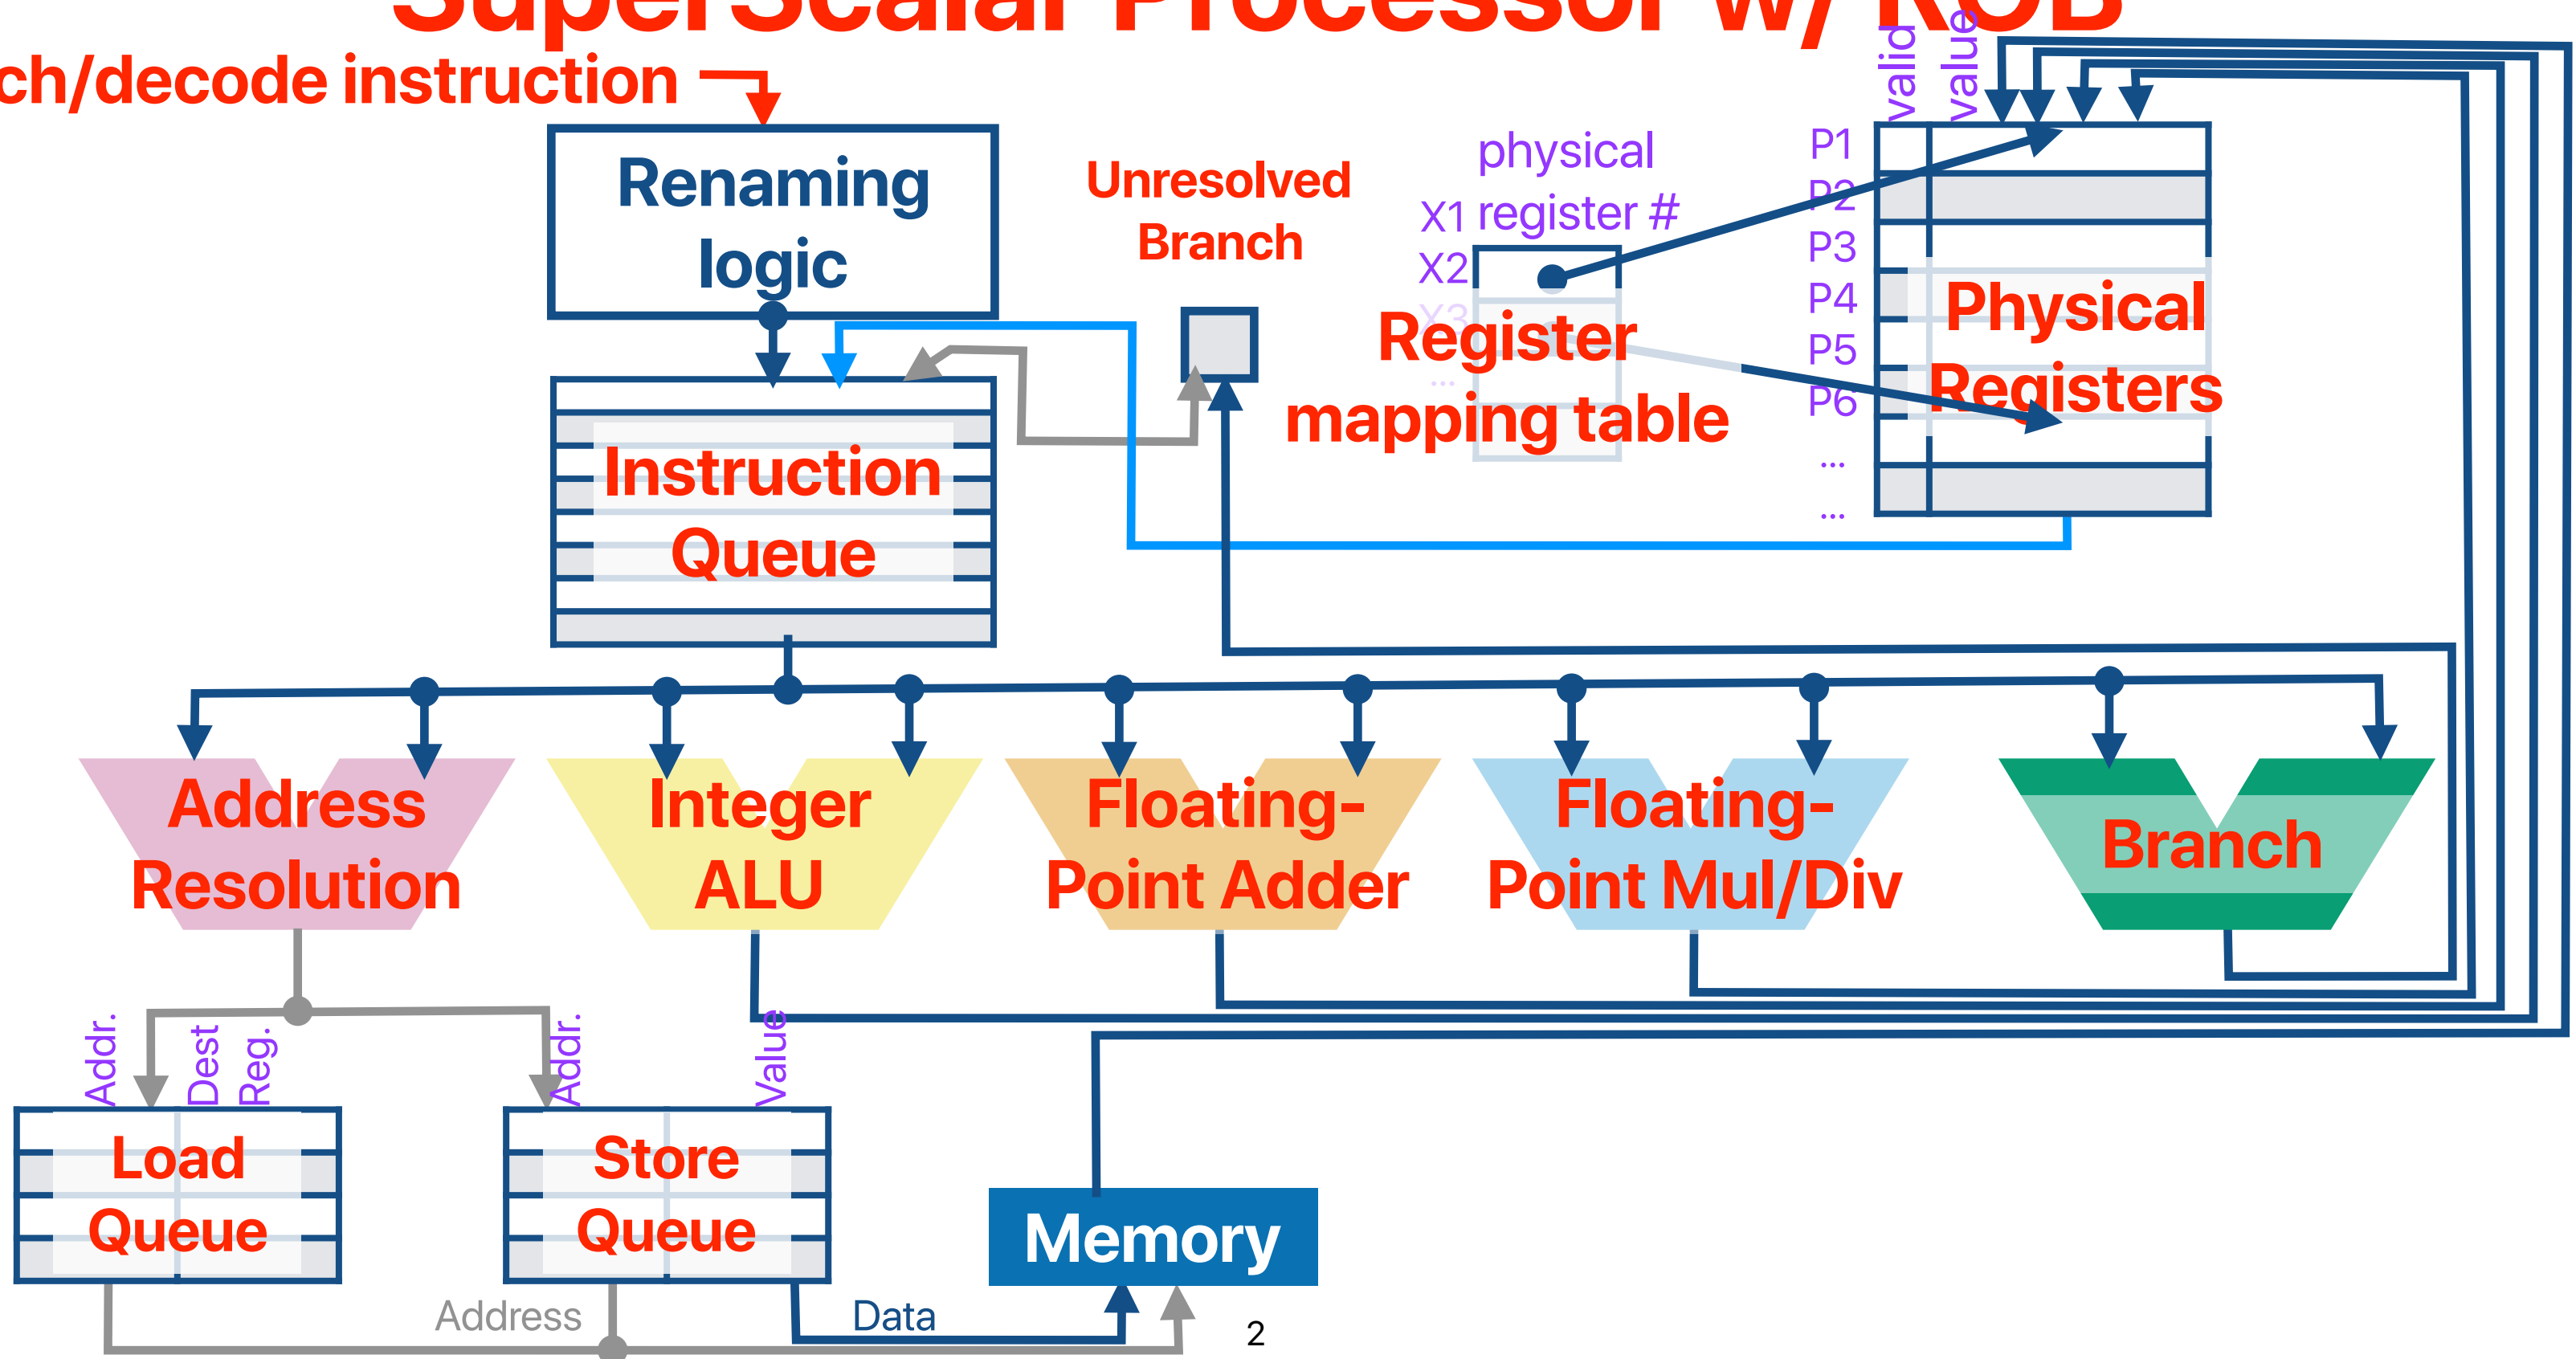 SuperScalar Processor w/ ROB
ch/decode instruction
valid
value
Renaming
logic
Unresolved
Branch
physical
register #
X1
X2
X3
...
Register
mapping table
P1
P2
P3
P4
P5
P6
...
...
Physical
Registers
Instruction
Queue
Address
Resolution
Integer
ALU
Floating-
Point Adder
Floating-
Point Mul/Div
Branch
Addr.
Dest
Reg.
Addr.
Value
Load
Queue
Store
Queue
Memory
Address
Data
2